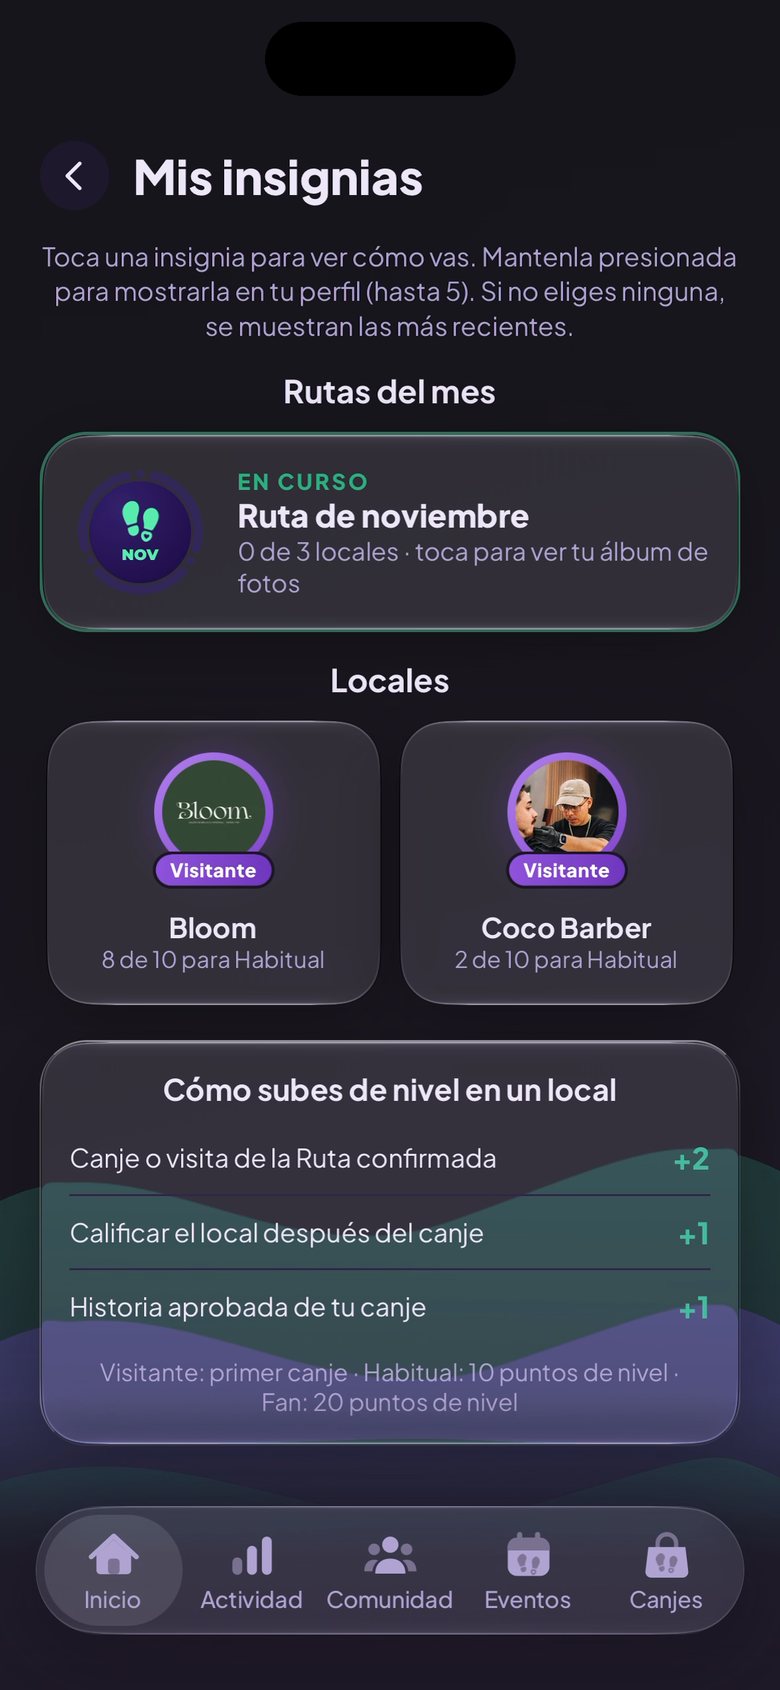 Mis insignias
Toca una insignia para ver cómo vas. Mantenla presionada
para mostrarla en tu perfil (hasta 5). Si no eliges ninguna,
se muestran las más recientes.
Rutas del mes
EN CURSO
Ruta de noviembre
NOV
0 de 3 locales · toca para ver tu álbum de
fotos
Locales
Bloom
Visitante
Bloom
8 de 10 para Habitual
Visitante
Coco Barber
2 de 10 para Habitual
Cómo subes de nivel en un local
Canje o visita de la Ruta confirmada +2
Calificar el local después del canje +1
Historia aprobada de tu canje +1
Visitante: primer canje · Habitual: 10 puntos de nivel ·
Fan: 20 puntos de nivel
Inicio Actividad Comunidad Eventos Canjes